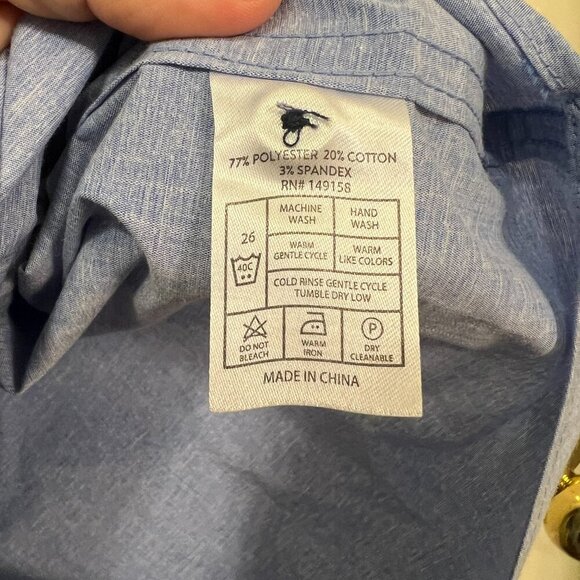 77% POLYESTER 20% COTTON
3% SPANDEX
RN# 149158
26
40C
MACHINE
WASH
HAND
WASH
WARM
GENTLE CYCLE
WARM
LIKE COLORS
COLD RINSE GENTLE CYCLE
TUMBLE DRY LOW
DO NOT
BLEACH
WARM
IRON
P
DRY
CLEANABLE
MADE IN CHINA